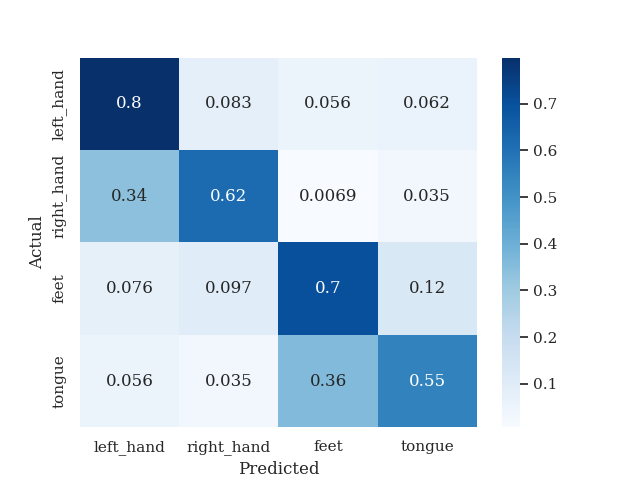 left_hand 0.8 0.083 0.056 0.062
right_hand 0.34 0.62 0.0069 0.035
feet 0.076 0.097 0.7 0.12
tongue 0.056 0.035 0.36 0.55
left_hand right_hand feet tongue
Predicted
Actual
0.7
0.6
0.5
0.4
0.3
0.2
0.1